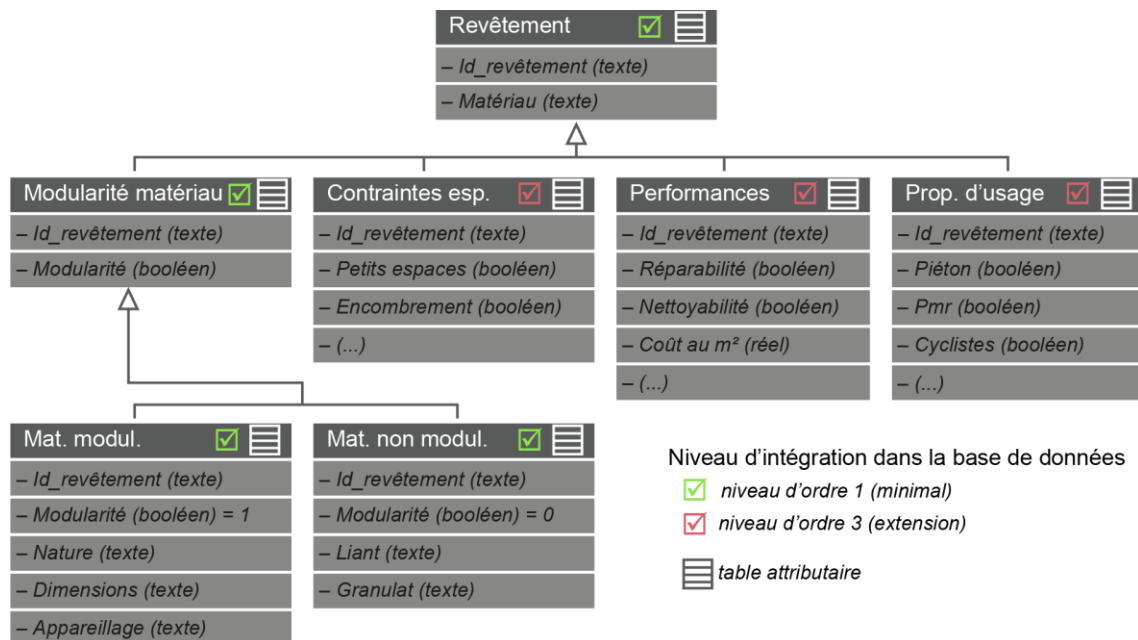 Revêtement
– Id_revêtement (texte)
– Matériau (texte)
Modularité matériau
– Id_revêtement (texte)
– Modularité (booléen)
Contraintes esp.
– Id_revêtement (texte)
– Petits espaces (booléen)
– Encombrement (booléen)
– (...)
Performances
– Id_revêtement (texte)
– Réparabilité (booléen)
– Nettoyabilité (booléen)
– Coût au m² (réel)
– (...)
Prop. d’usage
– Id_revêtement (texte)
– Piéton (booléen)
– Pmr (booléen)
– Cyclistes (booléen)
– (...)
Mat. modul.
– Id_revêtement (texte)
– Modularité (booléen) = 1
– Nature (texte)
– Dimensions (texte)
– Appareillage (texte)
Mat. non modul.
– Id_revêtement (texte)
– Modularité (booléen) = 0
– Liant (texte)
– Granulat (texte)
Niveau d’intégration dans la base de données
niveau d’ordre 1 (minimal)
niveau d’ordre 3 (extension)
table attributaire